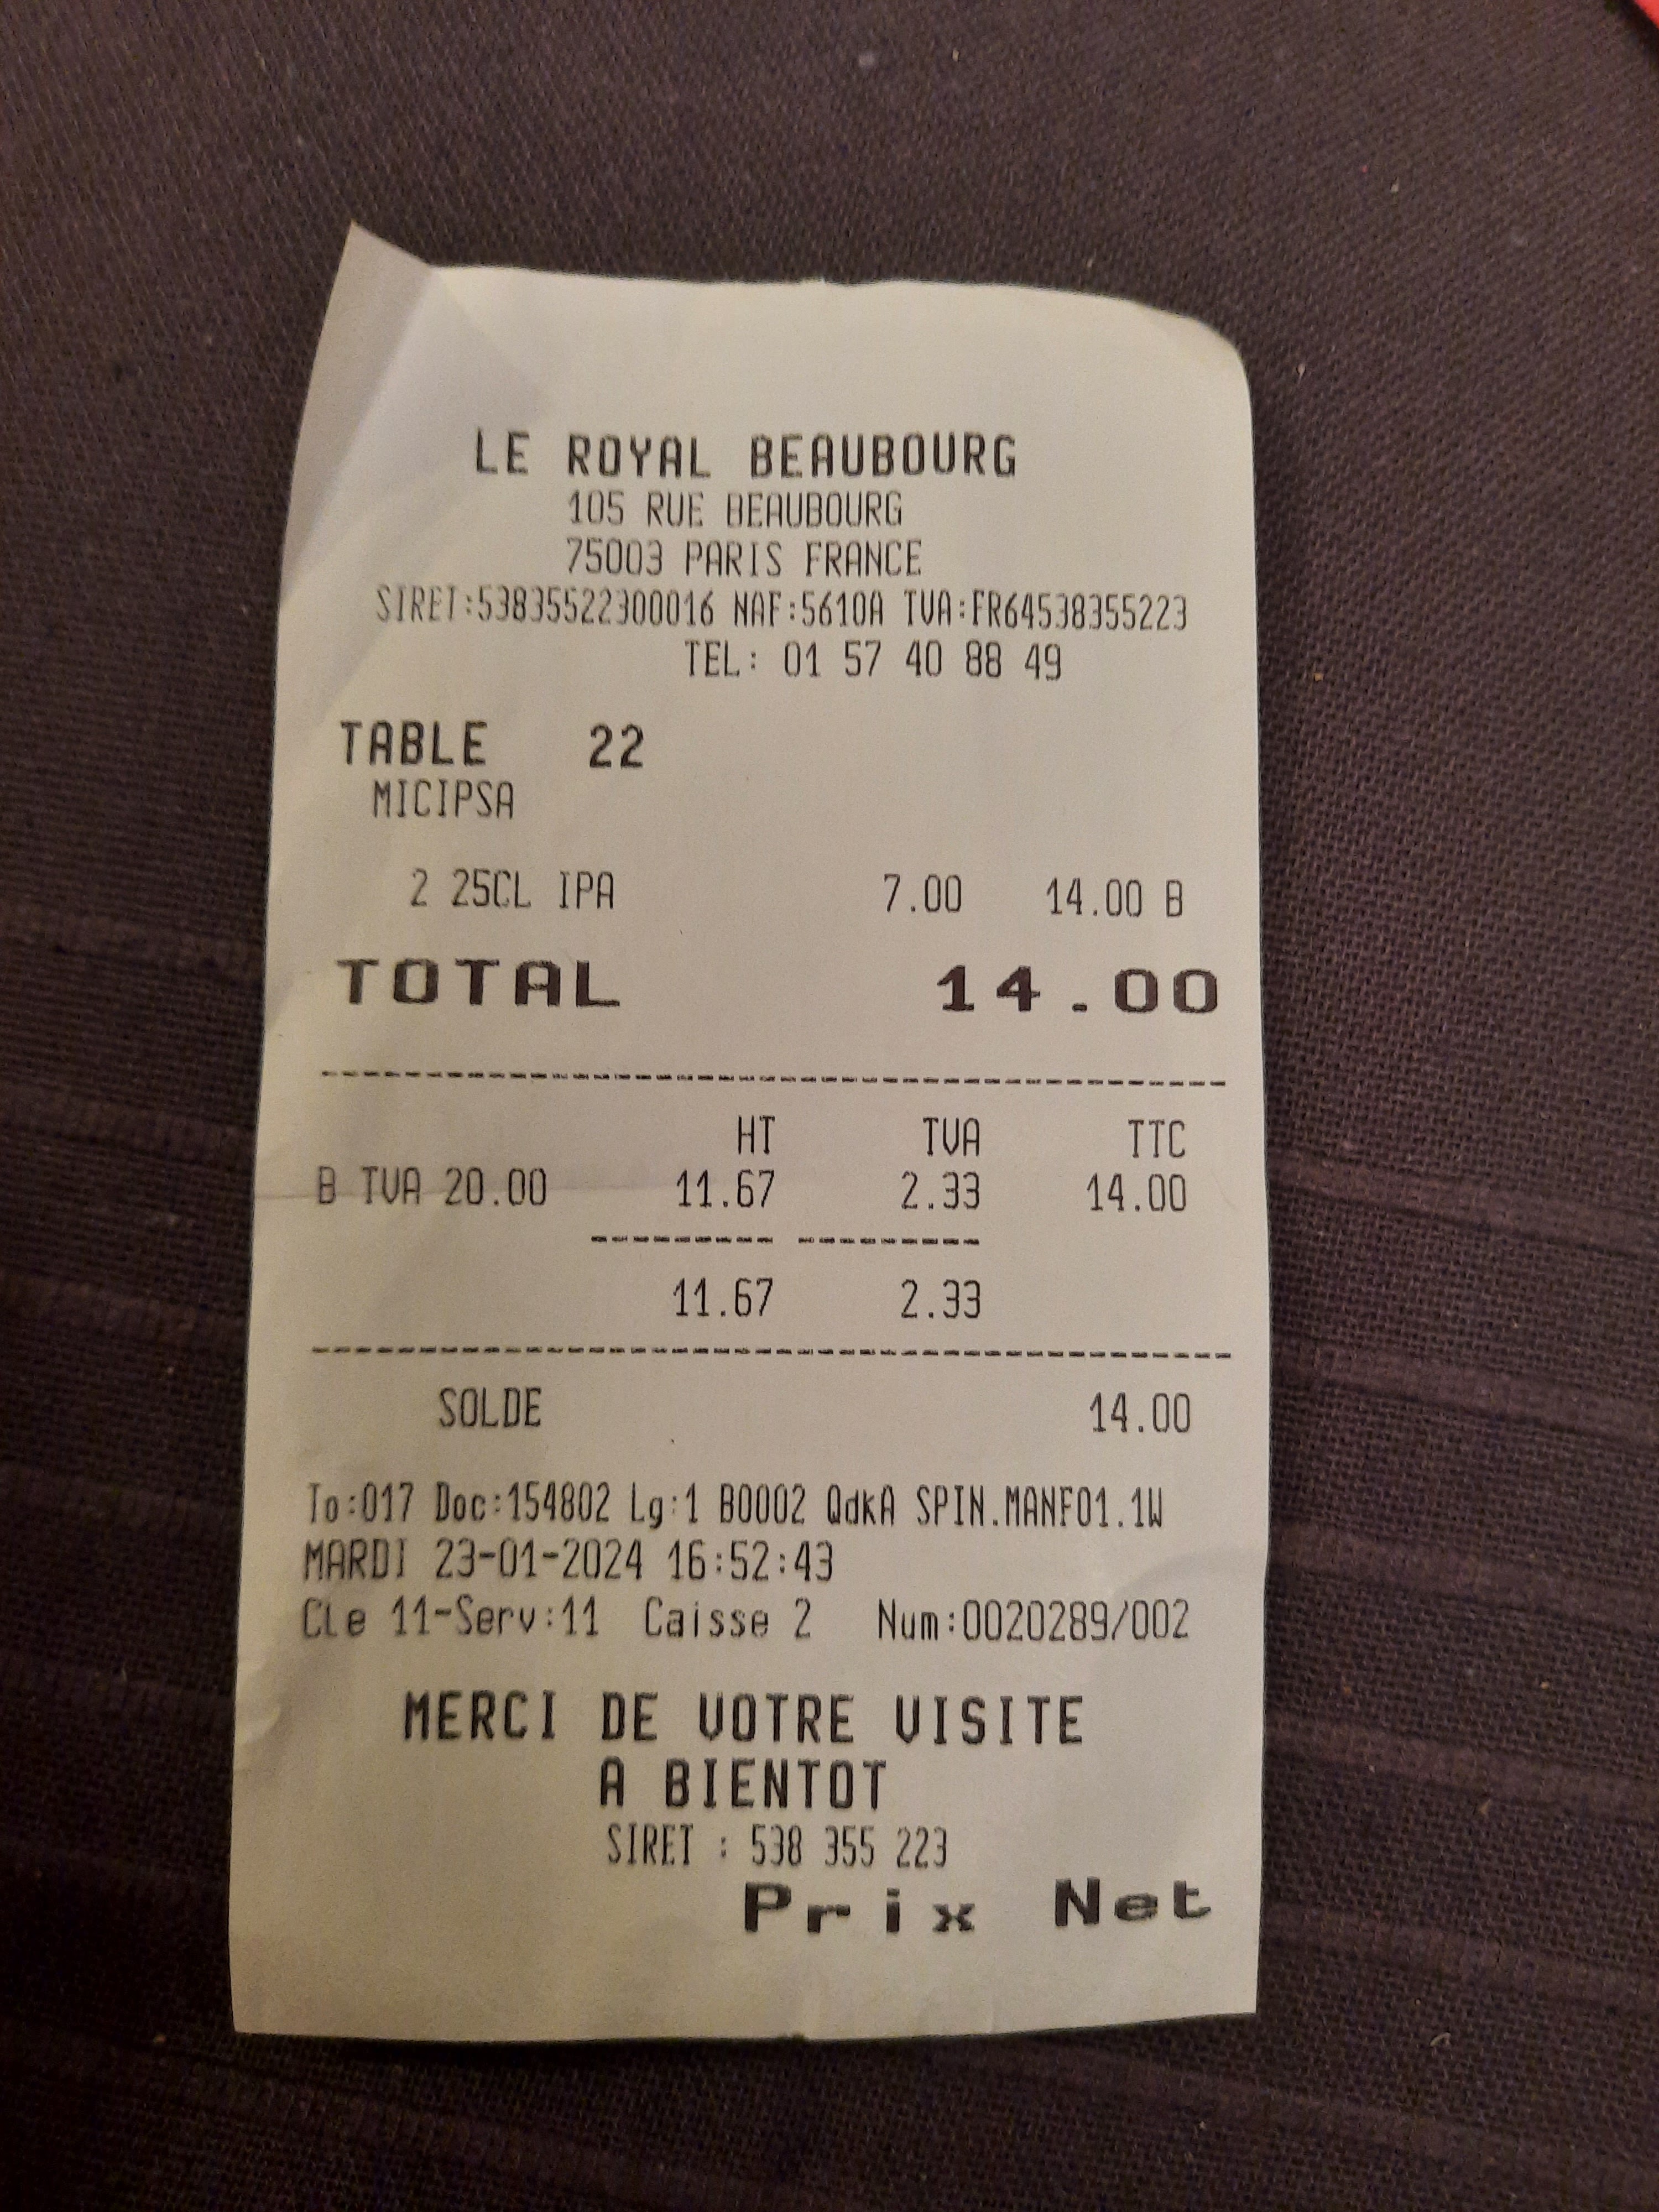 LE ROYAL BEAUBOURG
105 RUE BEAUBOURG
75003 PARIS FRANCE
SIRET:53835522300016 NAF:5610A TVA:FR64538355223
TEL: 01 57 40 88 49
TABLE 22
MICIPSA
2 25CL IPA 7.00 14.00 B
TOTAL 14.00
HT TVA TTC
B TVA 20.00 11.67 2.33 14.00
11.67 2.33
SOLDE 14.00
To:017 Doc:154802 Lg:1 B0002 QdkA SPIN.MANF01.1W
MARDI 23-01-2024 16:52:43
Cle 11-Serv:11 Caisse 2 Num:0020289/002
MERCI DE VOTRE VISITE
A BIENTOT
SIRET : 538 355 223
Prix Net